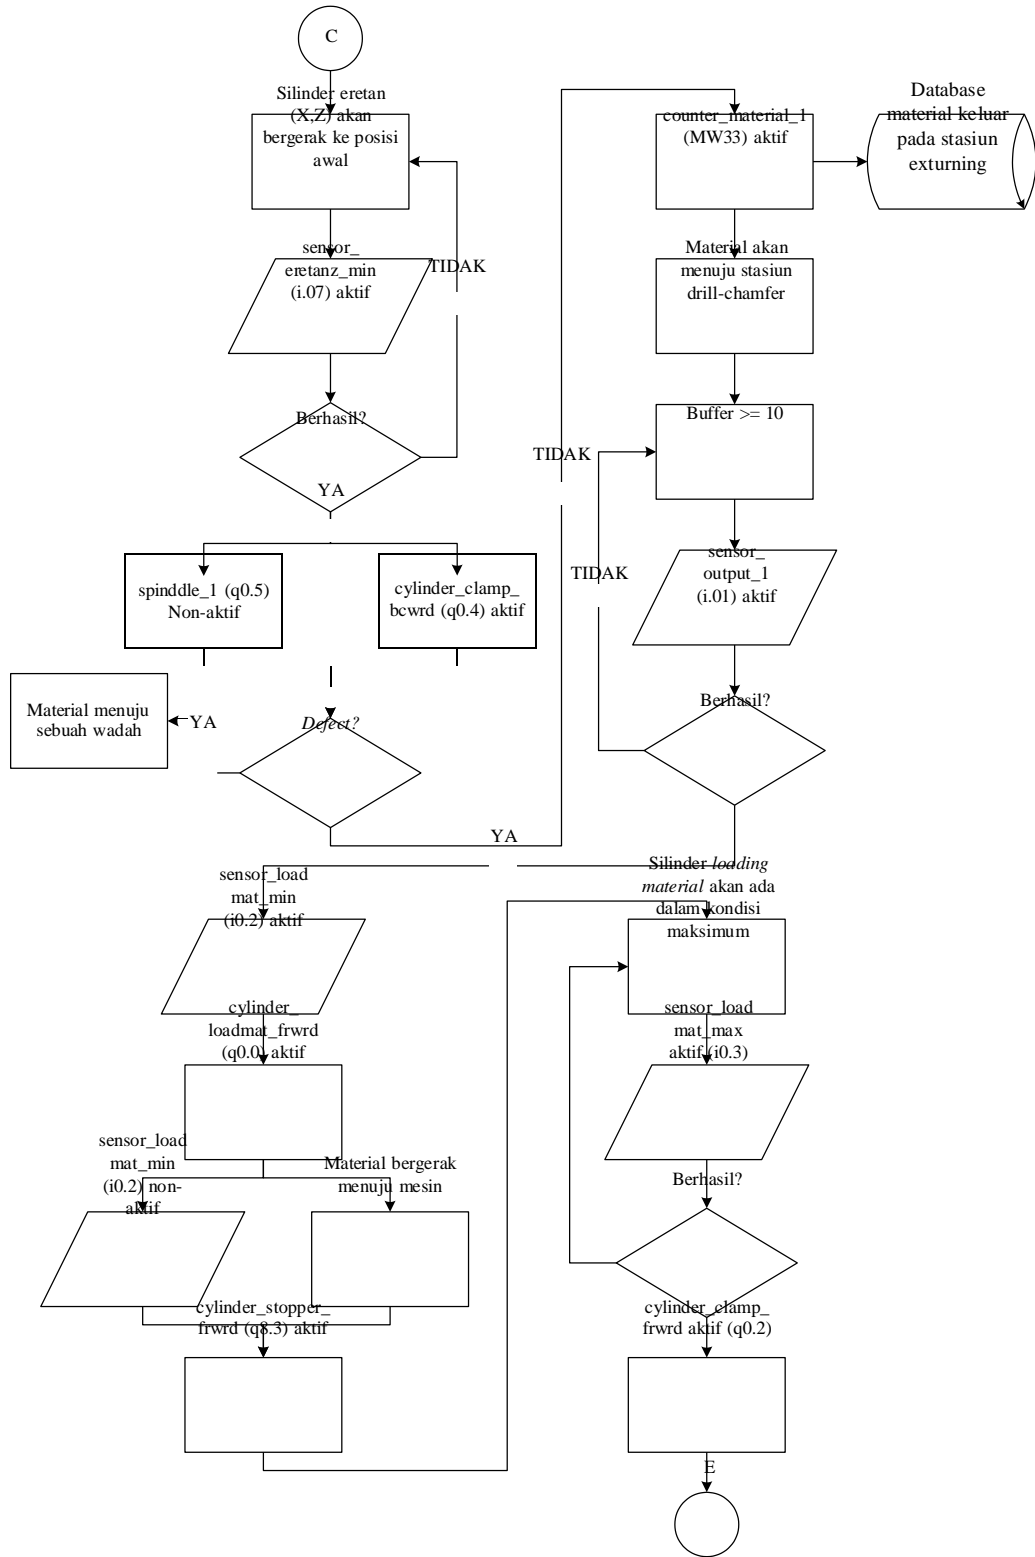 C
Silinder eretan
(X,Z) akan
bergerak ke posisi
awal
sensor_
eretanz_min
(i.07) aktif
TIDAK
Berhasil?
YA
spinddle_1 (q0.5)
Non-aktif
cylinder_clamp_
bcwrd (q0.4) aktif
Defect?
YA
Material menuju
sebuah wadah
YA
TIDAK
counter_material_1
(MW33) aktif
Database
material keluar
pada stasiun
exturning
Material akan
menuju stasiun
drill-chamfer
Buffer >= 10
sensor_
output_1
(i.01) aktif
TIDAK
Berhasil?
sensor_load
mat_min
(i0.2) aktif
cylinder_
loadmat_frwrd
(q0.0) aktif
sensor_load
mat_min
(i0.2) non-
aktif
Material bergerak
menuju mesin
cylinder_stopper_
frwrd (q8.3) aktif
Silinder loading
material akan ada
dalam kondisi
maksimum
sensor_load
mat_max
aktif (i0.3)
Berhasil?
cylinder_clamp_
frwrd aktif (q0.2)
E